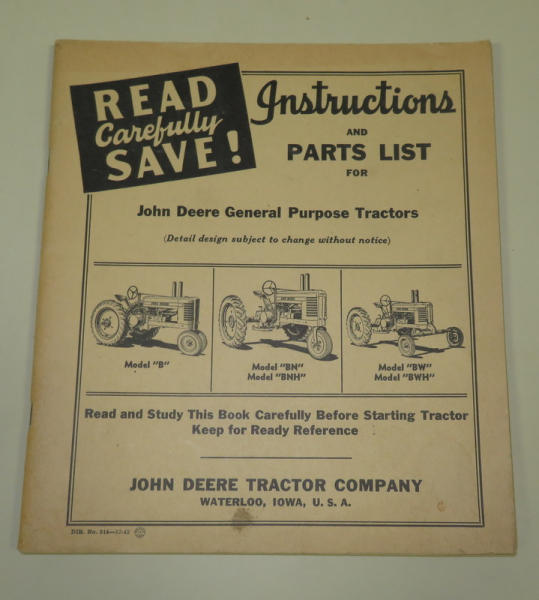 READ
Carefully
SAVE!
Instructions
AND
PARTS LIST
FOR
John Deere General Purpose Tractors
(Detail design subject to change without notice)
Model "B"
Model "BN"
Model "BNH"
Model "BW"
Model "BWH"
Read and Study This Book Carefully Before Starting Tractor
Keep for Ready Reference
JOHN DEERE TRACTOR COMPANY
WATERLOO, IOWA, U. S. A.
DIR. No.